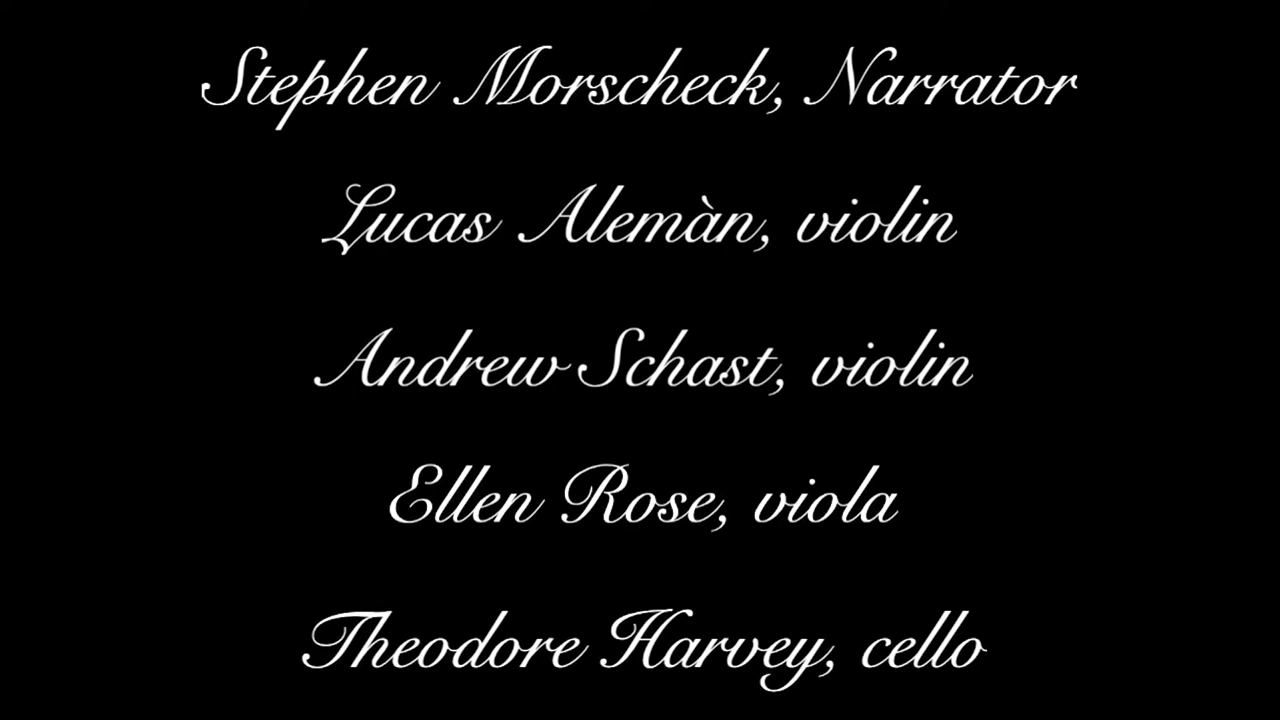 Stephen Morscheck, Narrator
Lucas Alemàn, violin
Andrew Schast, violin
Ellen Rose, viola
Theodore Harvey, cello